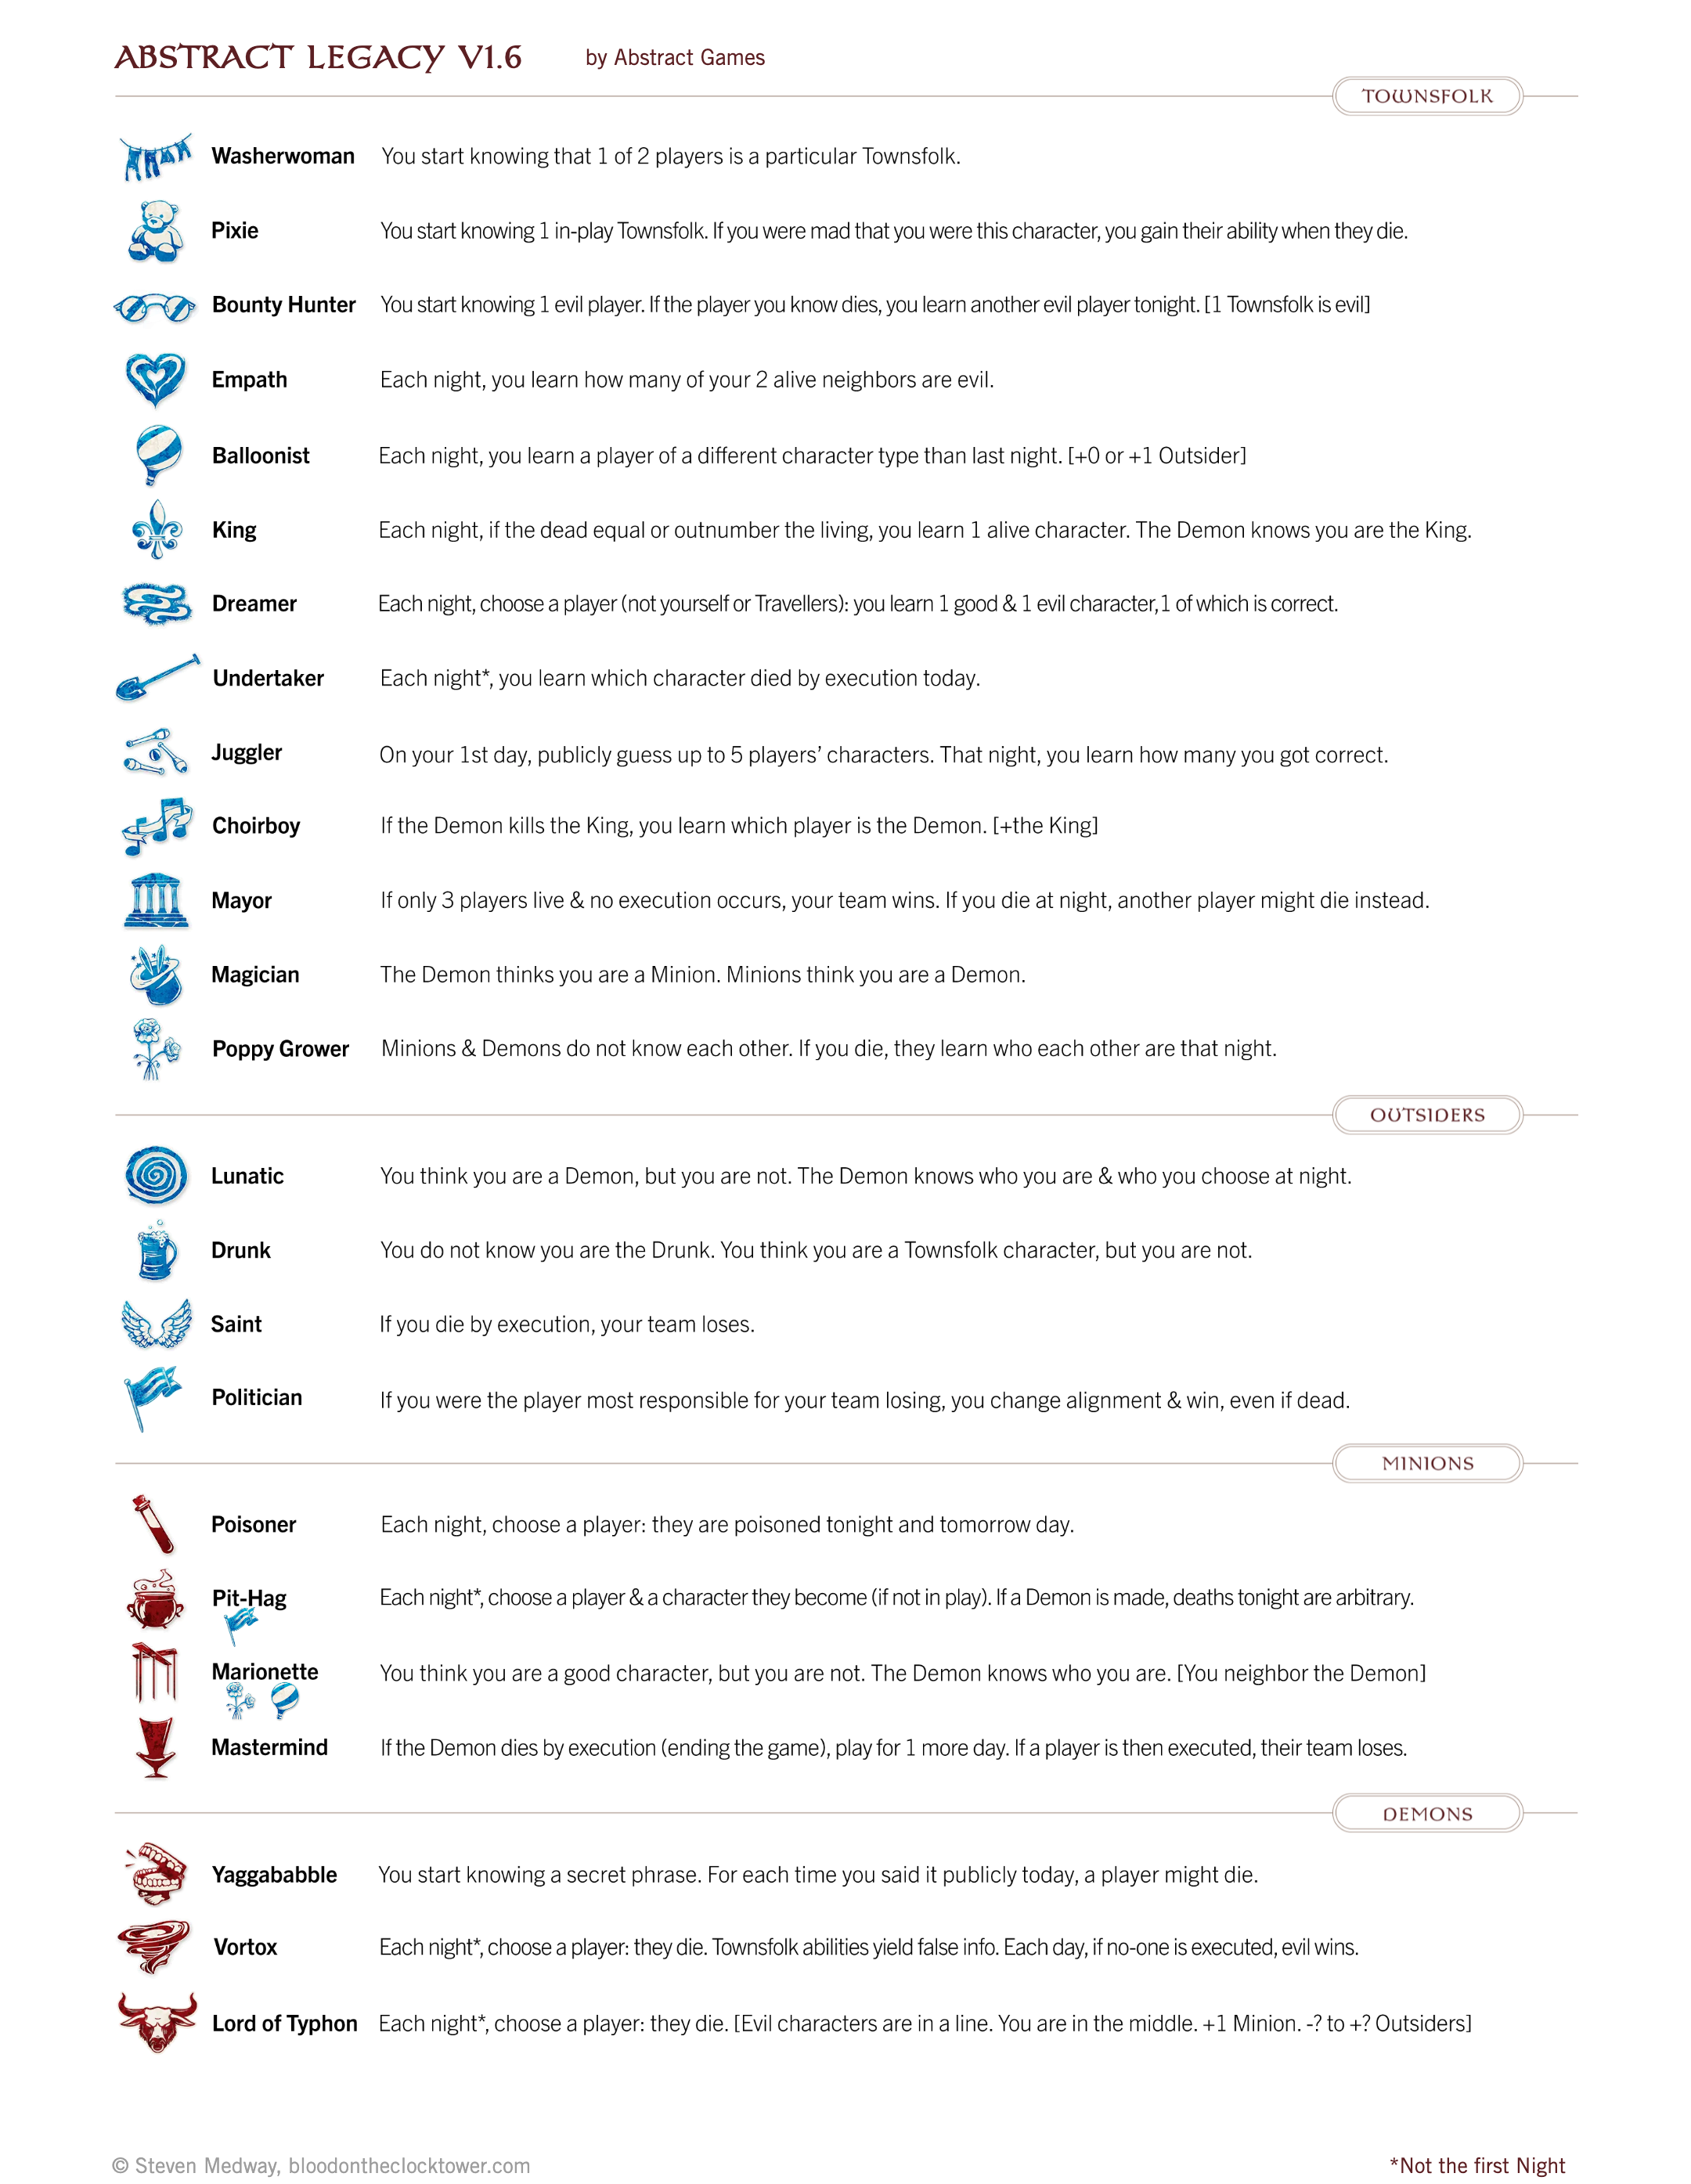 ABSTRACT LEGACY V1.6 by Abstract Games
TOWNSFOLK
Washerwoman You start knowing that 1 of 2 players is a particular Townsfolk.
Pixie You start knowing 1 in-play Townsfolk. If you were mad that you were this character, you gain their ability when they die.
Bounty Hunter You start knowing 1 evil player. If the player you know dies, you learn another evil player tonight. [1 Townsfolk is evil]
Empath Each night, you learn how many of your 2 alive neighbors are evil.
Balloonist Each night, you learn a player of a different character type than last night. [+0 or +1 Outsider]
King Each night, if the dead equal or outnumber the living, you learn 1 alive character. The Demon knows you are the King.
Dreamer Each night, choose a player (not yourself or Travellers): you learn 1 good & 1 evil character,1 of which is correct.
Undertaker Each night*, you learn which character died by execution today.
Juggler On your 1st day, publicly guess up to 5 players’ characters. That night, you learn how many you got correct.
Choirboy If the Demon kills the King, you learn which player is the Demon. [+the King]
Mayor If only 3 players live & no execution occurs, your team wins. If you die at night, another player might die instead.
Magician The Demon thinks you are a Minion. Minions think you are a Demon.
Poppy Grower Minions & Demons do not know each other. If you die, they learn who each other are that night.
OUTSIDERS
Lunatic You think you are a Demon, but you are not. The Demon knows who you are & who you choose at night.
Drunk You do not know you are the Drunk. You think you are a Townsfolk character, but you are not.
Saint If you die by execution, your team loses.
Politician If you were the player most responsible for your team losing, you change alignment & win, even if dead.
MINIONS
Poisoner Each night, choose a player: they are poisoned tonight and tomorrow day.
Pit-Hag Each night*, choose a player & a character they become (if not in play). If a Demon is made, deaths tonight are arbitrary.
Marionette You think you are a good character, but you are not. The Demon knows who you are. [You neighbor the Demon]
Mastermind If the Demon dies by execution (ending the game), play for 1 more day. If a player is then executed, their team loses.
DEMONS
Yaggababble You start knowing a secret phrase. For each time you said it publicly today, a player might die.
Vortox Each night*, choose a player: they die. Townsfolk abilities yield false info. Each day, if no-one is executed, evil wins.
Lord of Typhon Each night*, choose a player: they die. [Evil characters are in a line. You are in the middle. +1 Minion. -? to +? Outsiders]
© Steven Medway, bloodontheclocktower.com *Not the first Night